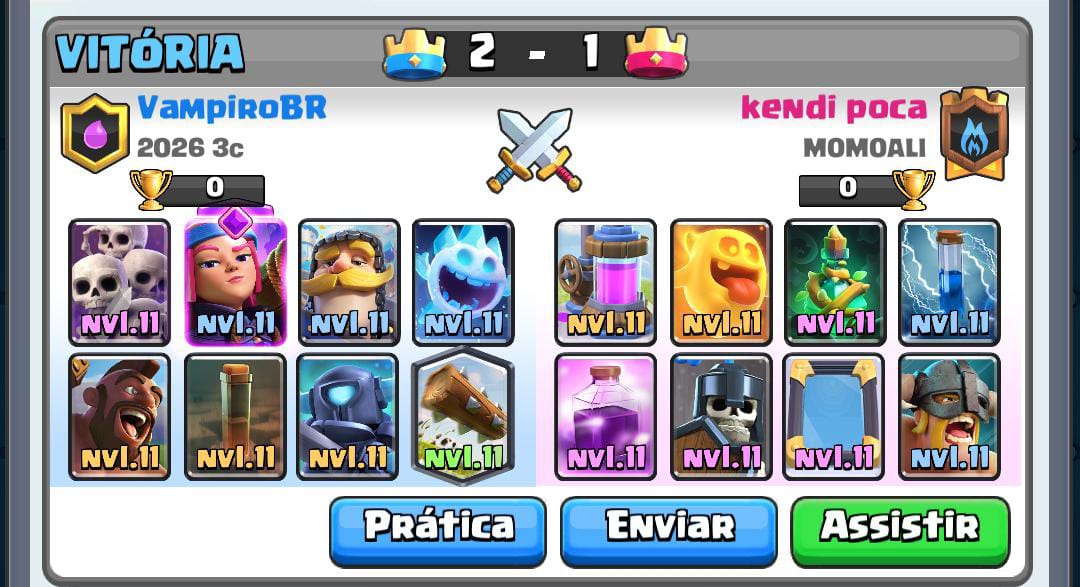 VITÓRIA
2 - 1
VampiroBR
kendi poca
2026 3c
MOMOALI
0
0
nvl.11 nvl.11 nvl.11 nvl.11 nvl.11 nvl.11 nvl.11 nvl.11
nvl.11 nvl.11 nvl.11 nvl.11 nvl.11 nvl.11 nvl.11 nvl.11
Prática Enviar Assistir